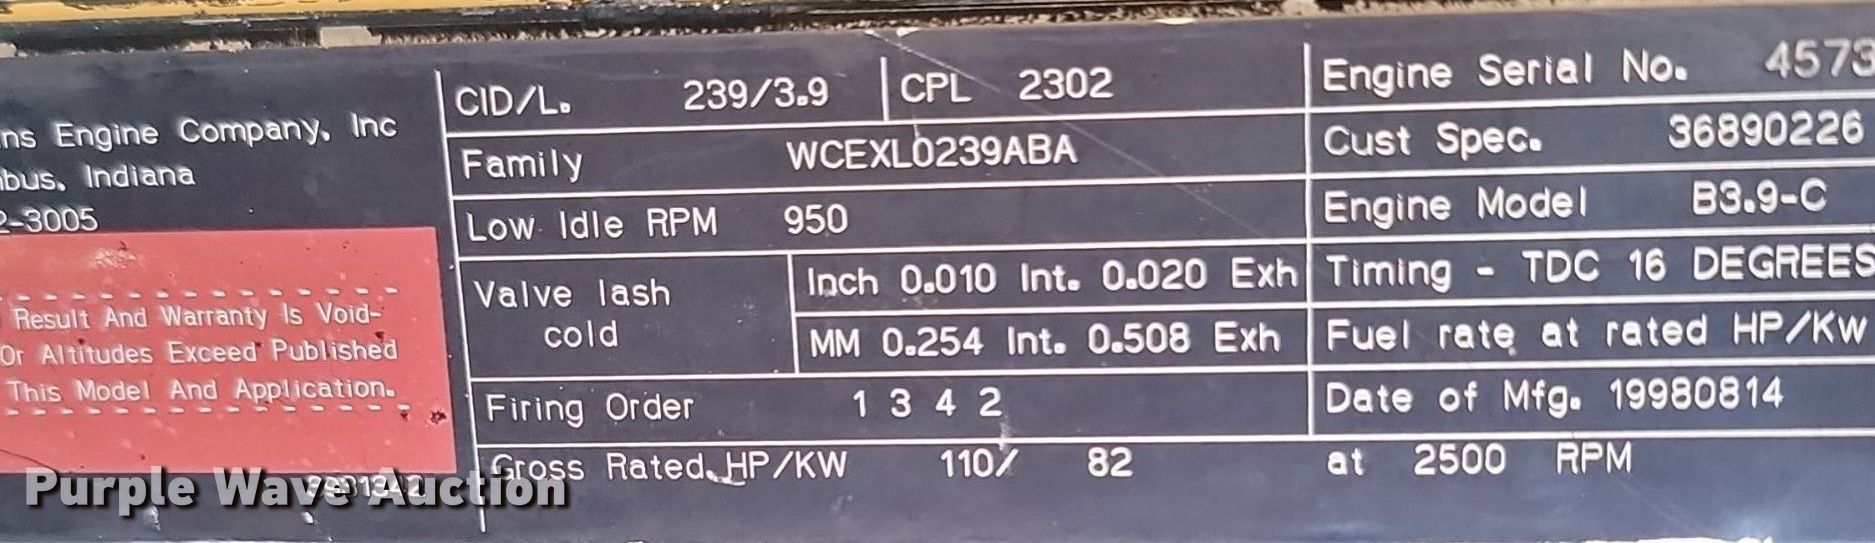 ns Engine Company, Inc
bus, Indiana
2-3005
Result And Warranty Is Void-
Or Altitudes Exceed Published
This Model And Application.
CID/L. 239/3.9 CPL 2302
Family WCEXL0239ABA
Low Idle RPM 950
Valve lash cold
Inch 0.010 Int. 0.020 Exh
MM 0.254 Int. 0.508 Exh
Firing Order 1 3 4 2
Gross Rated HP/KW 110/ 82 at 2500 RPM
Engine Serial No. 4573
Cust Spec. 36890226
Engine Model B3.9-C
Timing - TDC 16 DEGREES
Fuel rate at rated HP/Kw
Date of Mfg. 19980814
Purple Wave Auction